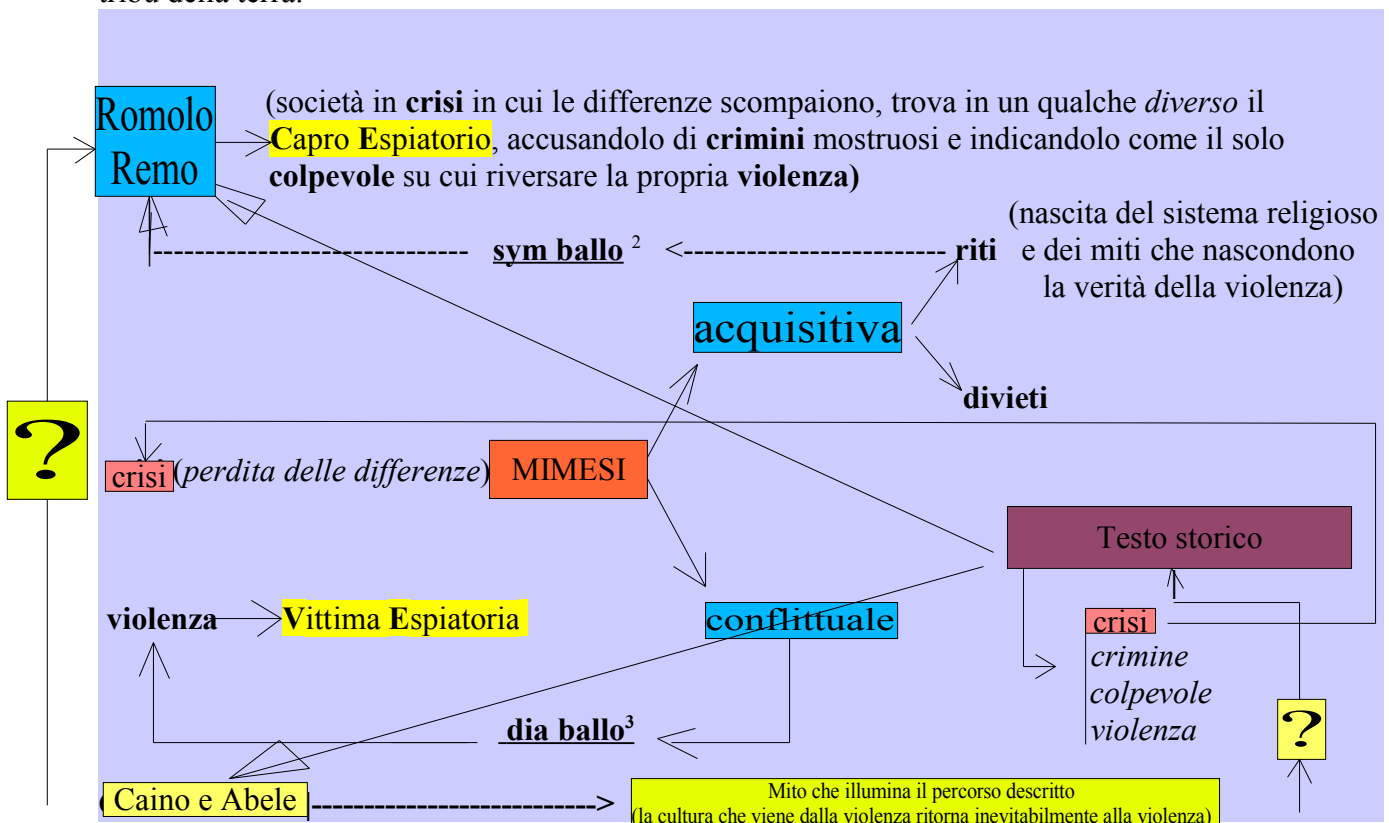 tribù della terra.
Romolo
Remo
(società in crisi in cui le differenze scompaiono, trova in un qualche diverso il
Capro Espiatorio, accusandolo di crimini mostruosi e indicandolo come il solo
colpevole su cui riversare la propria violenza)
(nascita del sistema religioso
sym ballo 2 <------------------------ riti e dei miti che nascondono
la verità della violenza)
acquisitiva
divieti
?
crisi (perdita delle differenze) MIMESI
Testo storico
violenza Vittima Espiatoria conflittuale
crisi
crimine
colpevole
violenza
?
dia ballo3
Caino e Abele |--------------------------->
Mito che illumina il percorso descritto
(la cultura che viene dalla violenza ritorna inevitabilmente alla violenza)